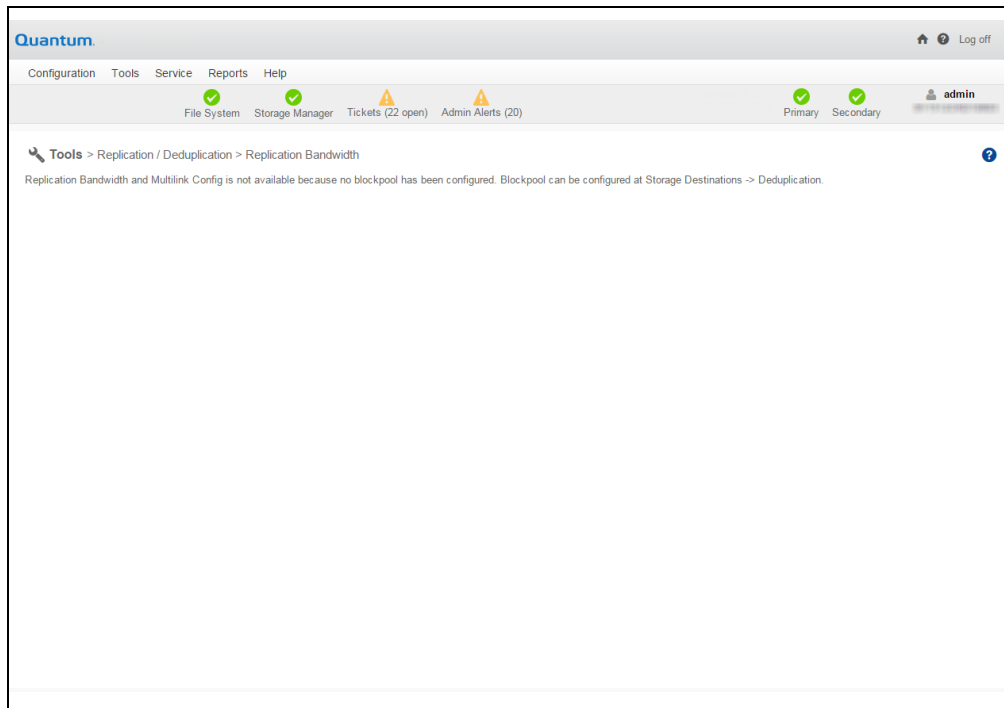 Quantum.
Log off
Configuration Tools Service Reports Help
File System Storage Manager Tickets (22 open) Admin Alerts (20) Primary Secondary admin
Tools > Replication / Deduplication > Replication Bandwidth
Replication Bandwidth and Multilink Config is not available because no blockpool has been configured. Blockpool can be configured at Storage Destinations -> Deduplication.